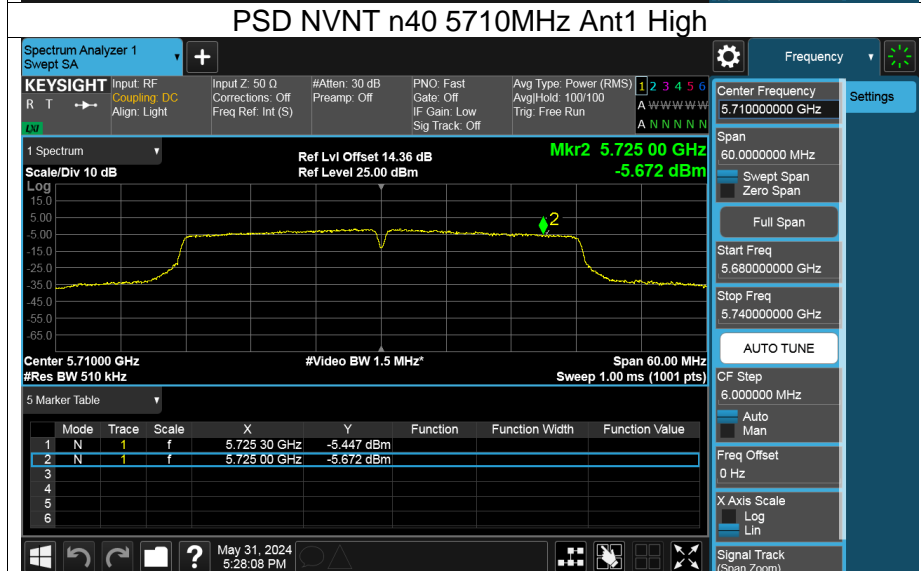 PSD NVNT n40 5710MHz Ant1 High
Spectrum Analyzer 1
Swept SA
+
Frequency
KEYSIGHT
R T
LXI
Input: RF
Coupling: DC
Align: Light
Input Z: 50 Ω
Corrections: Off
Freq Ref: Int (S)
#Atten: 30 dB
Preamp: Off
PNO: Fast
Gate: Off
IF Gain: Low
Sig Track: Off
Avg Type: Power (RMS)
Avg|Hold: 100/100
Trig: Free Run
1 2 3 4 5 6
A W W W W W
A N N N N N
1 Spectrum
Scale/Div 10 dB
Ref Lvl Offset 14.36 dB
Ref Level 25.00 dBm
Mkr2 5.725 00 GHz
-5.672 dBm
Log
15.0
5.00
-5.00
-15.0
-25.0
-35.0
-45.0
-55.0
-65.0
2
Center 5.71000 GHz
#Res BW 510 kHz
#Video BW 1.5 MHz*
Span 60.00 MHz
Sweep 1.00 ms (1001 pts)
5 Marker Table
Mode Trace Scale X Y Function Function Width Function Value
1 N 1 f 5.725 30 GHz -5.447 dBm
2 N 1 f 5.725 00 GHz -5.672 dBm
3
4
5
6
?
May 31, 2024
5:28:08 PM
Center Frequency
5.710000000 GHz
Settings
Span
60.0000000 MHz
Swept Span
Zero Span
Full Span
Start Freq
5.680000000 GHz
Stop Freq
5.740000000 GHz
AUTO TUNE
CF Step
6.000000 MHz
Auto
Man
Freq Offset
0 Hz
X Axis Scale
Log
Lin
Signal Track
(Span Zoom)